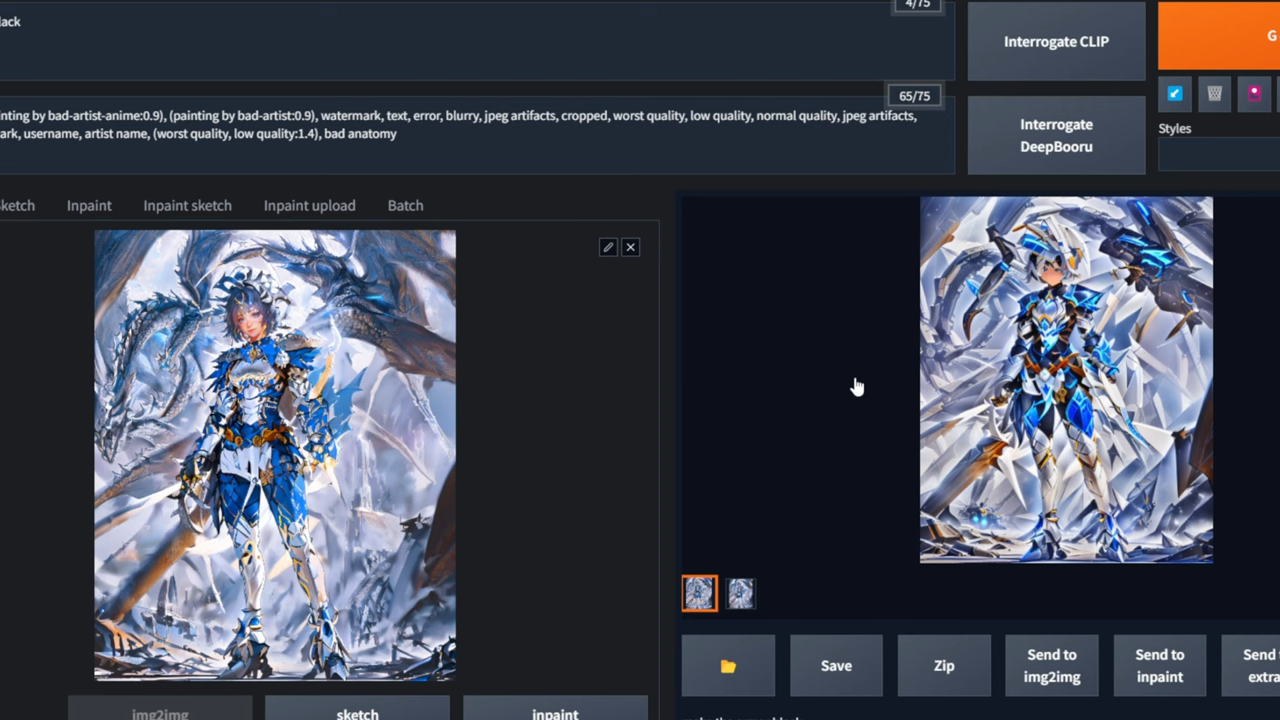 4/75
lack
Interrogate CLIP
G
65/75
nting by bad-artist-anime:0.9), (painting by bad-artist:0.9), watermark, text, error, blurry, jpeg artifacts, cropped, worst quality, low quality, normal quality, jpeg artifacts,
ark, username, artist name, (worst quality, low quality:1.4), bad anatomy
Interrogate
DeepBooru
Styles
Sketch
Inpaint
Inpaint sketch
Inpaint upload
Batch
Save
Zip
Send to
img2img
Send to
inpaint
Send
extra
img2img
sketch
inpaint